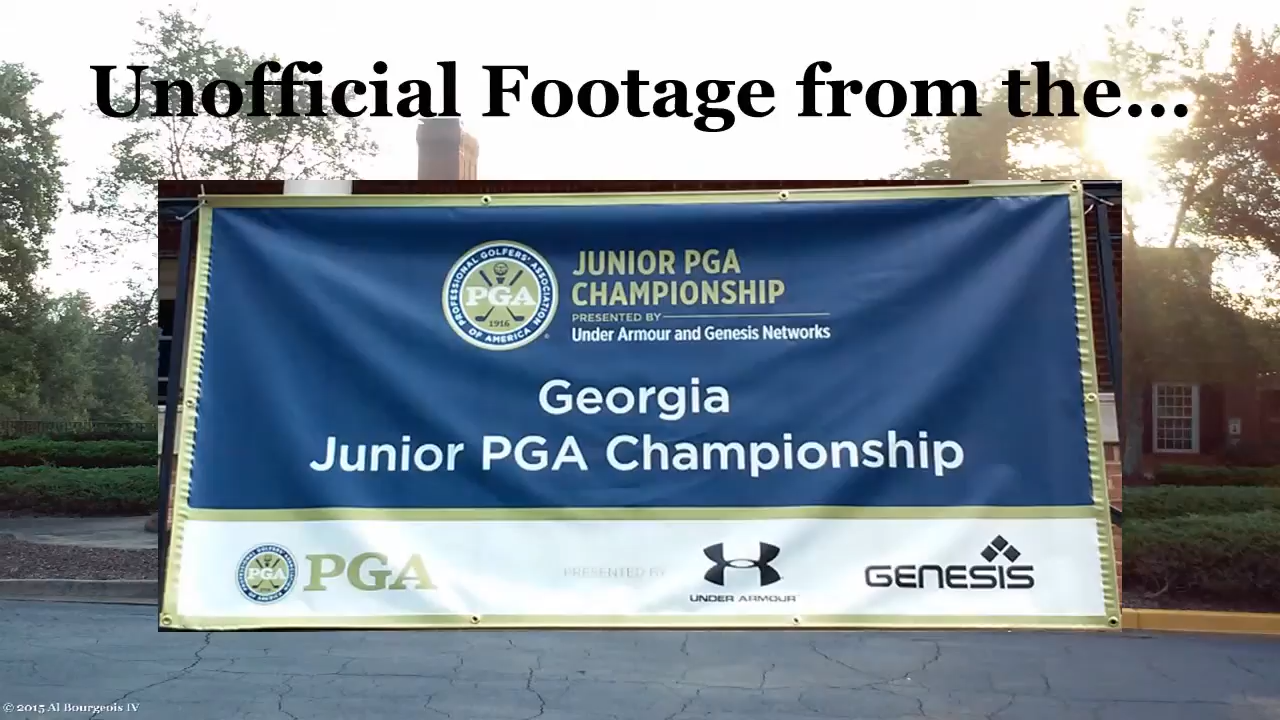 Unofficial Footage from the...
PROFESSIONAL GOLFERS' ASSOCIATION
OF AMERICA
PGA
1916
JUNIOR PGA
CHAMPIONSHIP
PRESENTED BY
Under Armour and Genesis Networks
Georgia
Junior PGA Championship
PGA
PGA
PRESENTED BY
UNDER ARMOUR
GENESIS
© 2015 Al Bourgeois IV